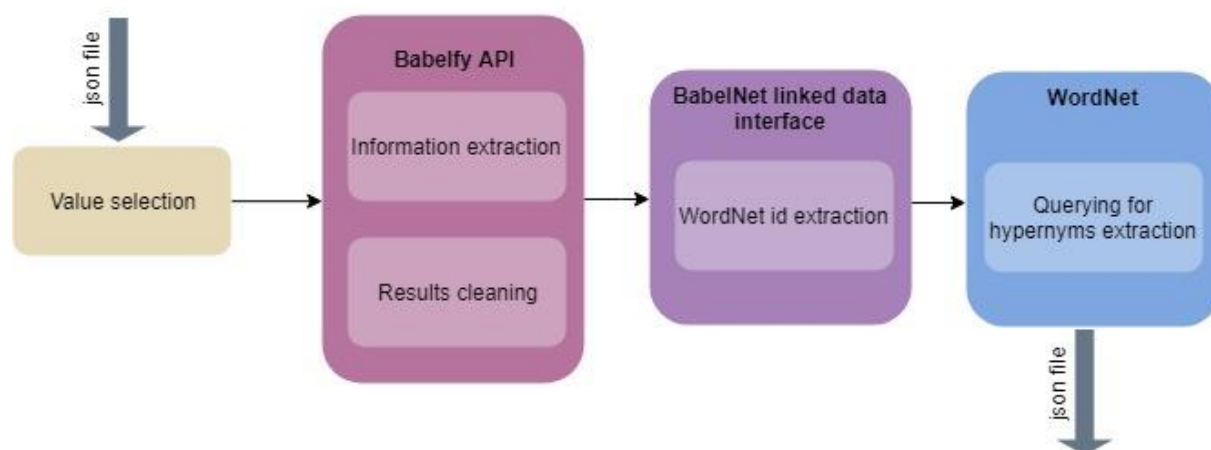 json file
Value selection
Babelfy API
Information extraction
Results cleaning
BabelNet linked data
interface
WordNet id extraction
WordNet
Querying for
hypernyms extraction
json file